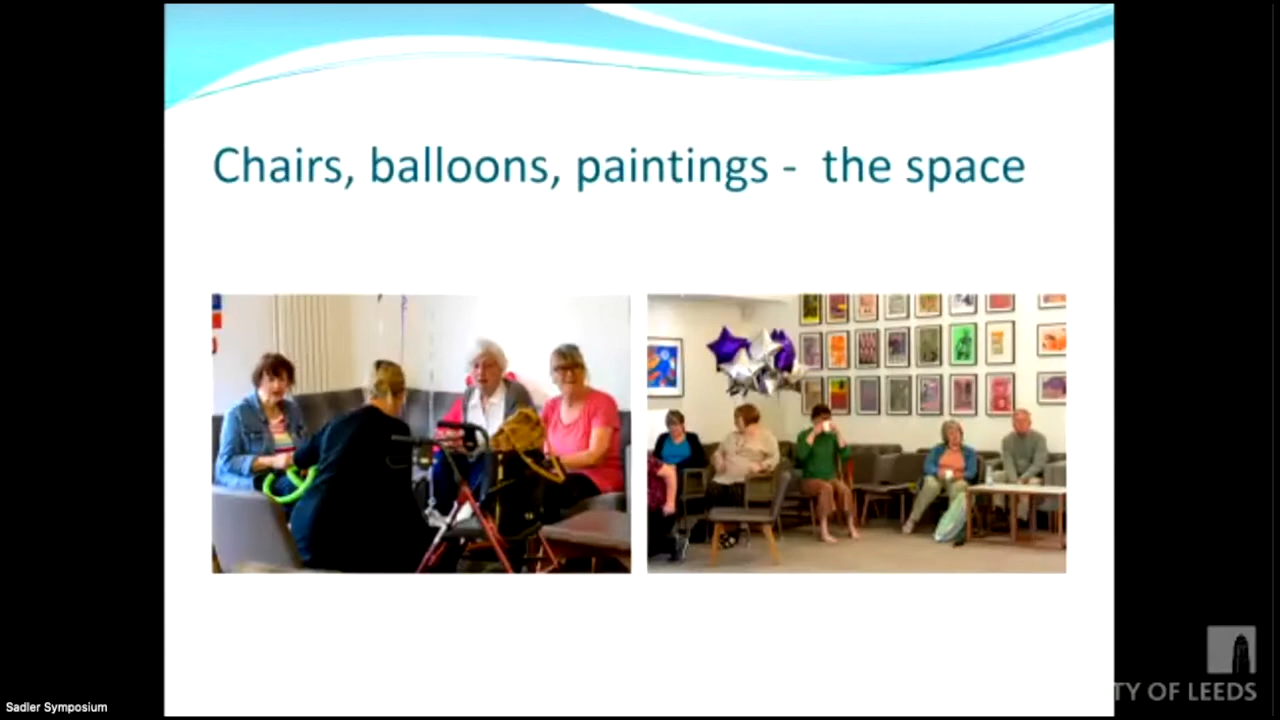 Chairs, balloons, paintings - the space
TY OF LEEDS
Sadler Symposium